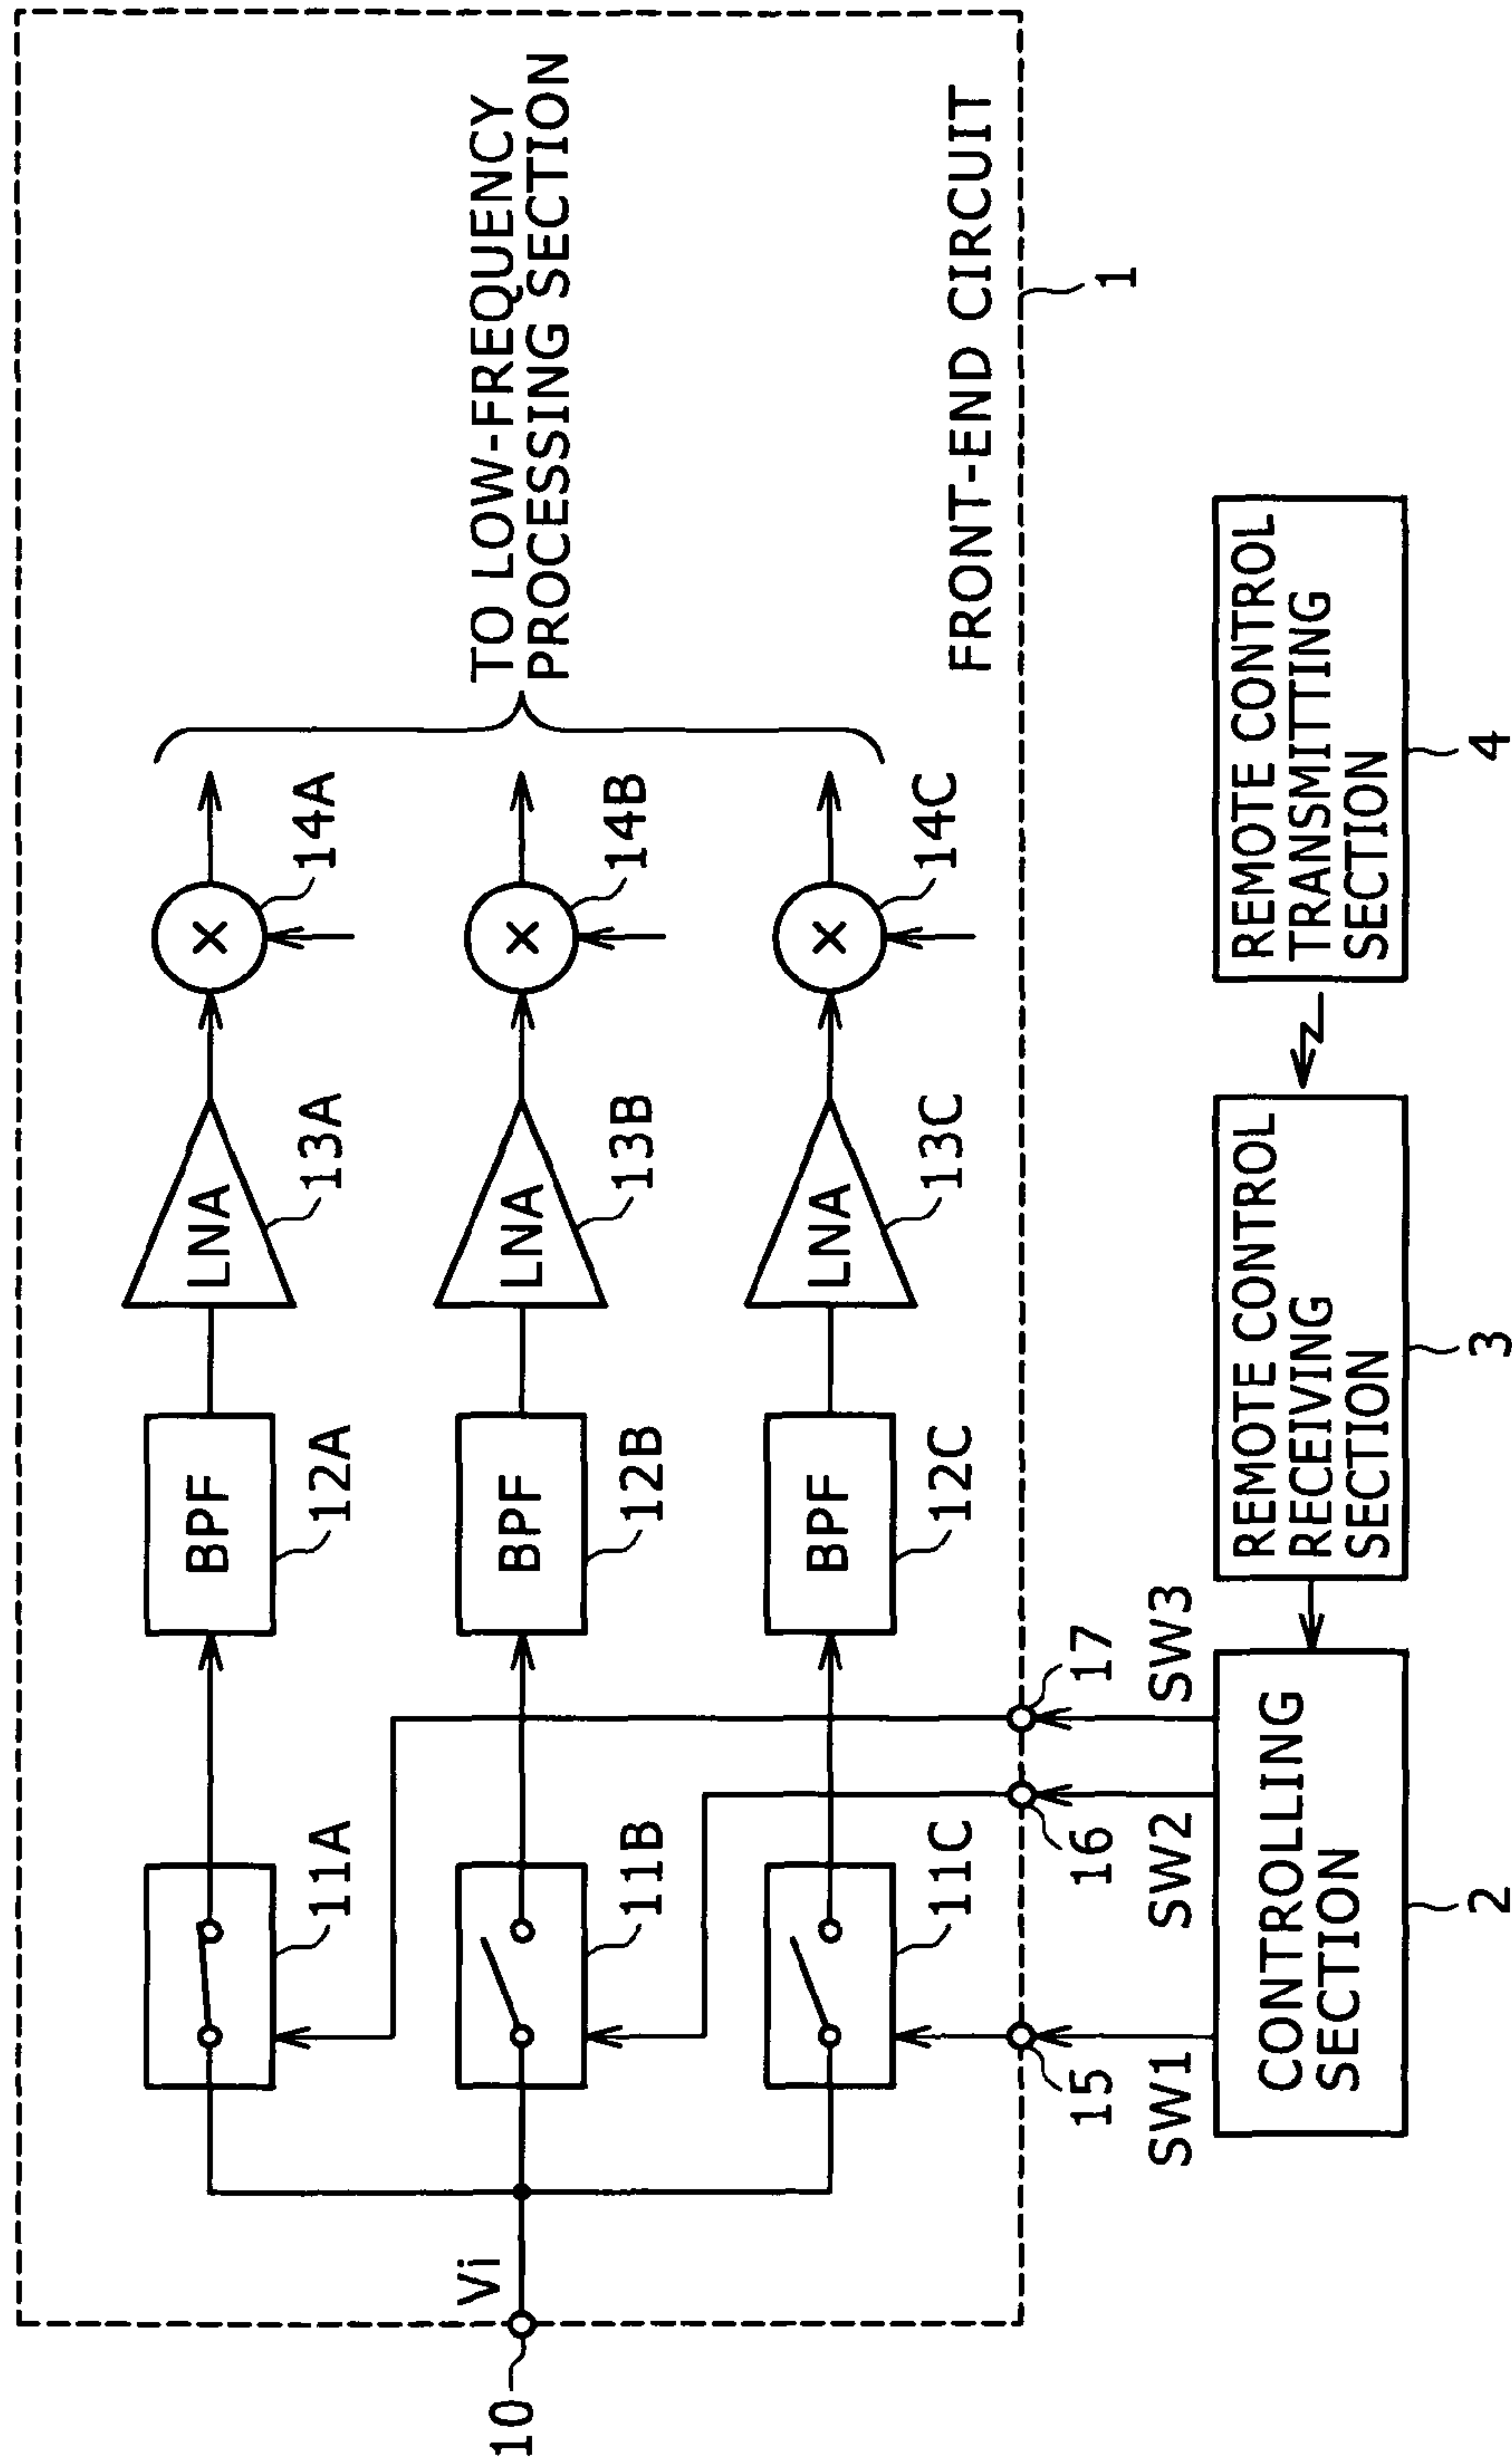 11A
BPF
12A
LNA
13A
×
14A
Vi
10
11B
BPF
12B
LNA
13B
×
14B
TO LOW-FREQUENCY
PROCESSING SECTION
11C
BPF
12C
LNA
13C
×
14C
FRONT-END CIRCUIT
1
15
16
17
SW1
SW2
SW3
CONTROLLING
SECTION
2
REMOTE CONTROL
RECEIVING
SECTION
3
REMOTE CONTROL
TRANSMITTING
SECTION
4